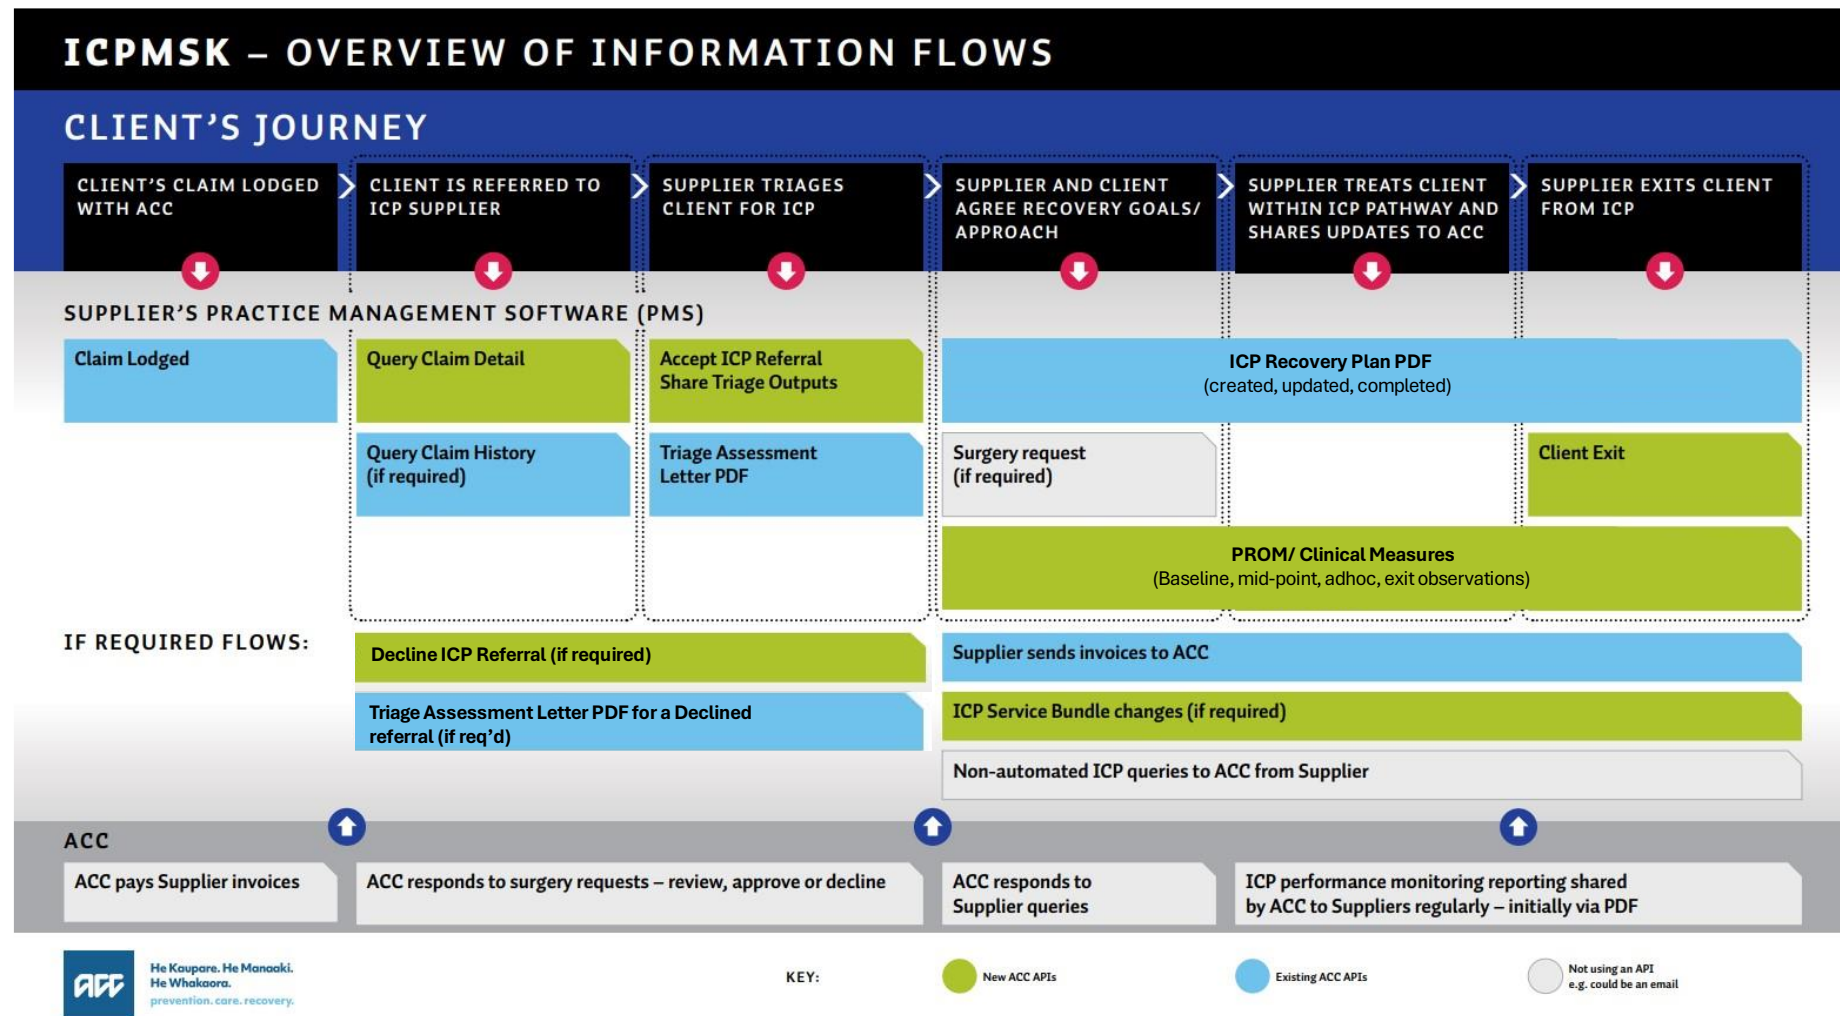 ICPMSK – OVERVIEW OF INFORMATION FLOWS
CLIENT'S JOURNEY
CLIENT'S CLAIM LODGED
WITH ACC
CLIENT IS REFERRED TO
ICP SUPPLIER
SUPPLIER TRIAGES
CLIENT FOR ICP
SUPPLIER AND CLIENT
AGREE RECOVERY GOALS/
APPROACH
SUPPLIER TREATS CLIENT
WITHIN ICP PATHWAY AND
SHARES UPDATES TO ACC
SUPPLIER EXITS CLIENT
FROM ICP
SUPPLIER'S PRACTICE MANAGEMENT SOFTWARE (PMS)
Claim Lodged
Query Claim Detail
Accept ICP Referral
Share Triage Outputs
ICP Recovery Plan PDF
(created, updated, completed)
Query Claim History
(if required)
Triage Assessment
Letter PDF
Surgery request
(if required)
Client Exit
PROM/ Clinical Measures
(Baseline, mid-point, adhoc, exit observations)
IF REQUIRED FLOWS:
Decline ICP Referral (if required)
Supplier sends invoices to ACC
Triage Assessment Letter PDF for a Declined
referral (if req'd)
ICP Service Bundle changes (if required)
Non-automated ICP queries to ACC from Supplier
ACC
ACC pays Supplier invoices
ACC responds to surgery requests – review, approve or decline
ACC responds to
Supplier queries
ICP performance monitoring reporting shared
by ACC to Suppliers regularly – initially via PDF
acc
He Kaupare. He Manaaki.
He Whakaora.
prevention. care. recovery.
KEY:
New ACC APIs
Existing ACC APIs
Not using an API
e.g. could be an email